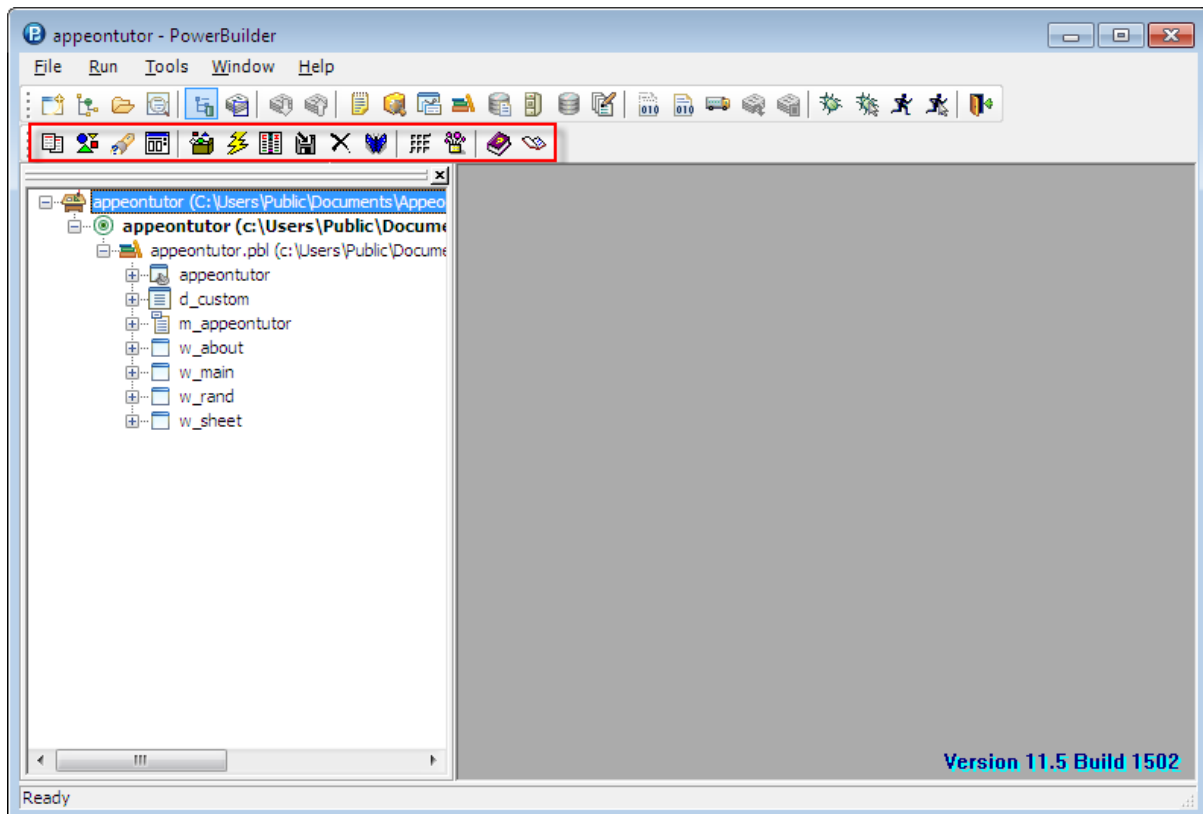 appeontutor - PowerBuilder
File Run Tools Window Help
appeontutor (C:\Users\Public\Documents\Appeo
appeontutor (c:\Users\Public\Docume
appeontutor.pbl (c:\Users\Public\Docume
appeontutor
d_custom
m_appeontutor
w_about
w_main
w_rand
w_sheet
Version 11.5 Build 1502
Ready